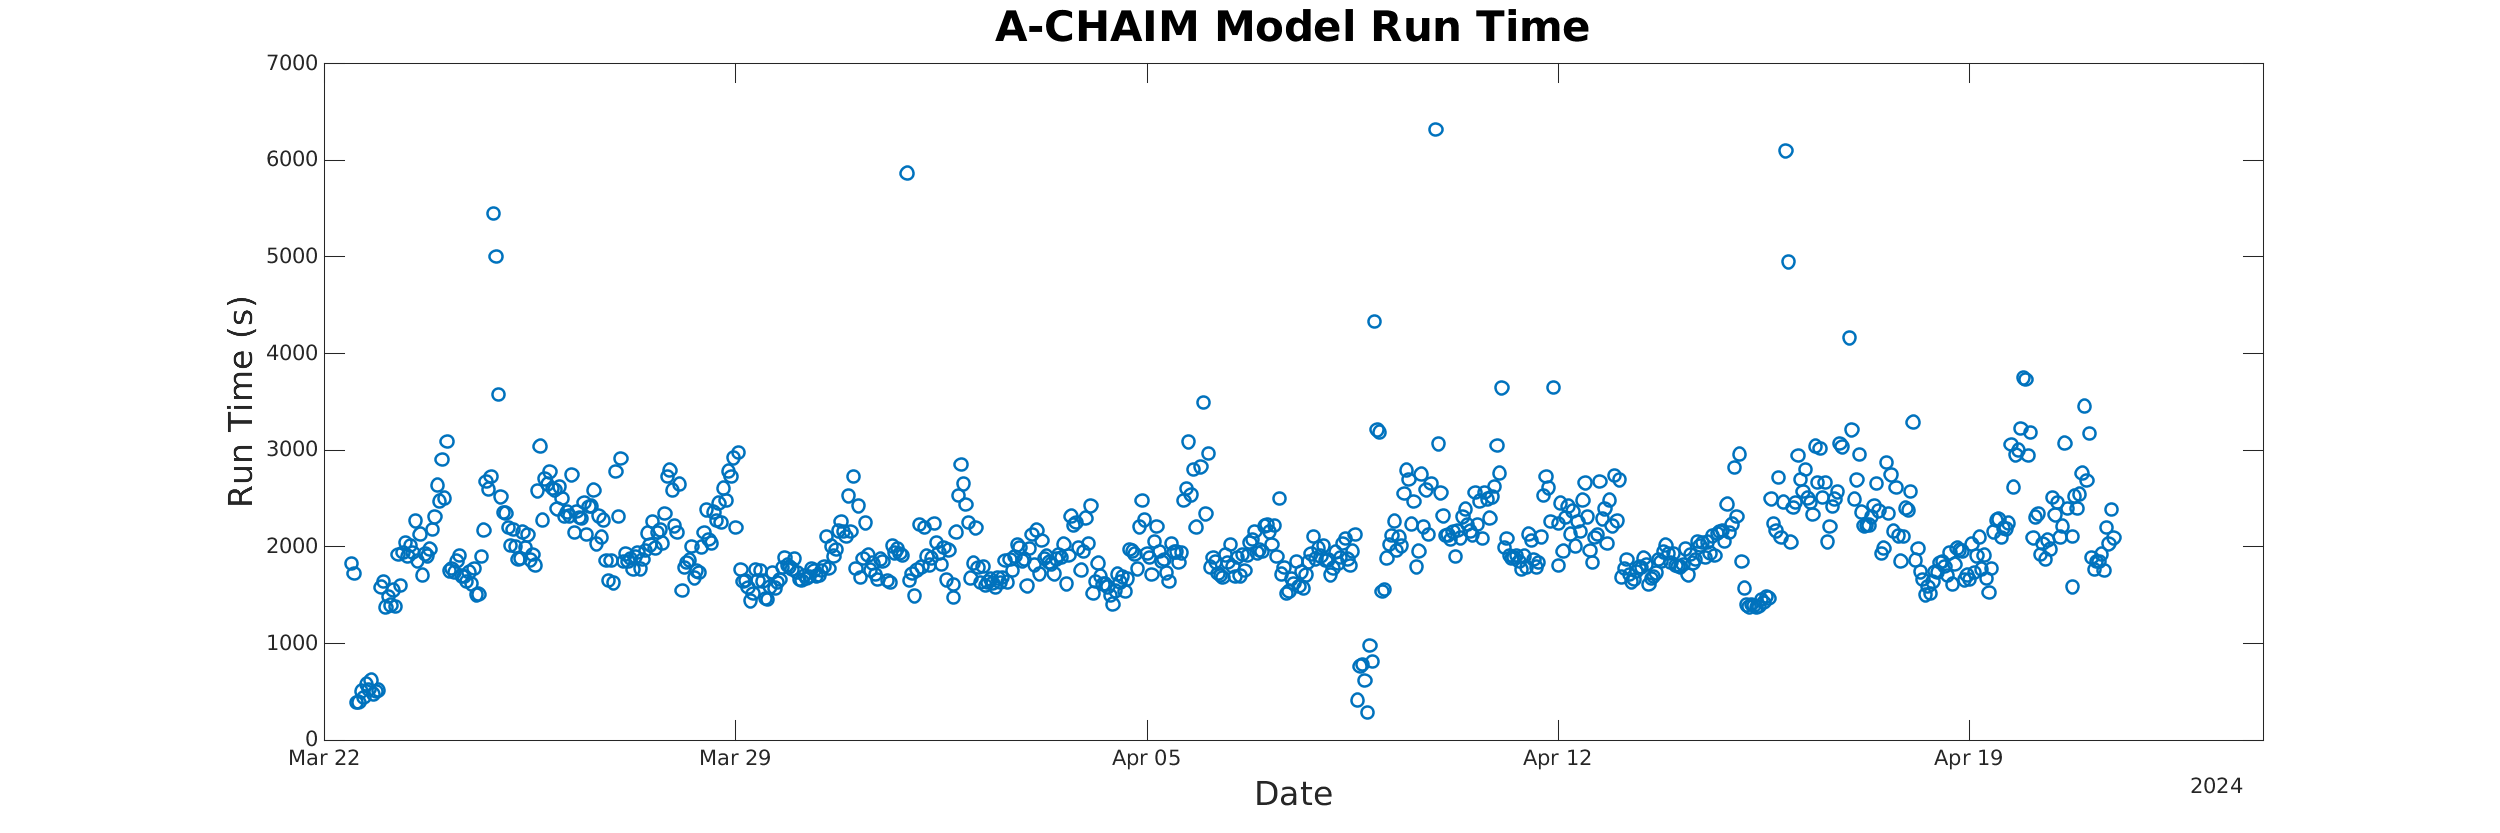 A-CHAIM Model Run Time
7000
6000
5000
4000
3000
2000
1000
0
Run Time (s)
Mar 22 Mar 29 Apr 05 Apr 12 Apr 19
2024
Date